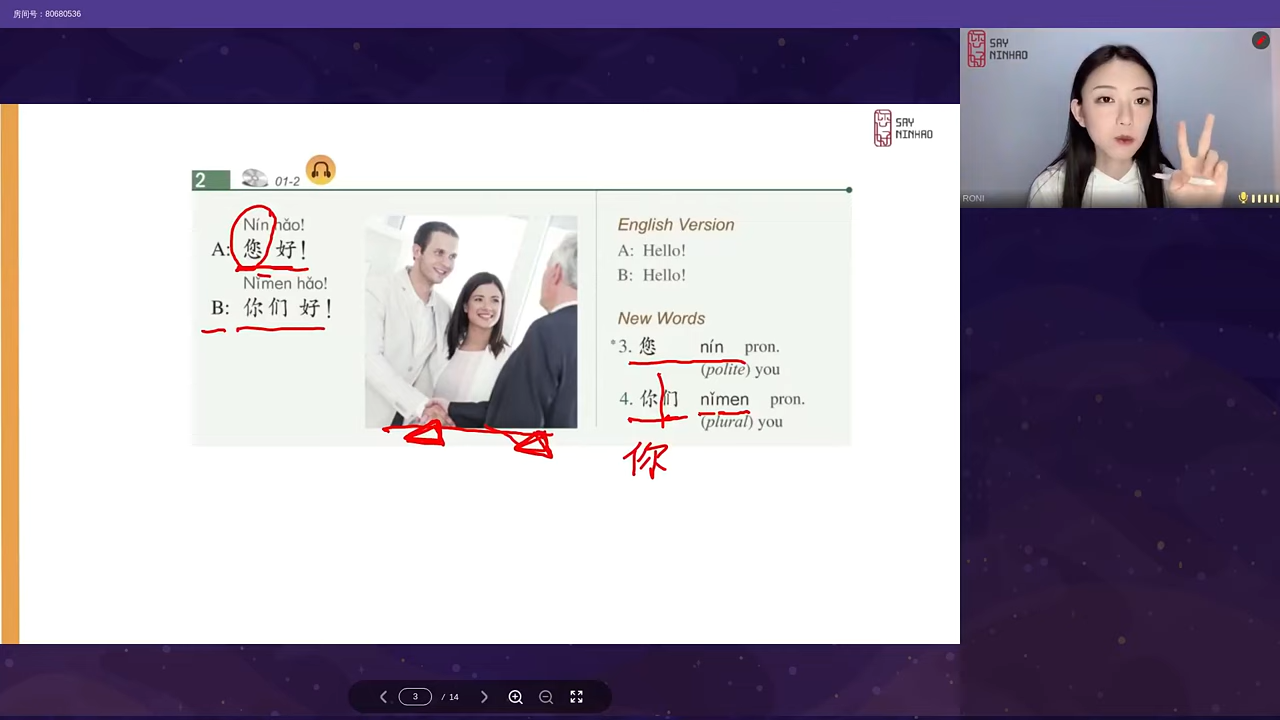 房间号：80680536
SAY
NINHAO
SAY
NINHAO
RONI
2
01-2
Nín hǎo!
A: 您 好！
Nǐmen hǎo!
B: 你们 好！
English Version
A: Hello!
B: Hello!
New Words
*3. 您 nín pron.
(polite) you
4. 你们 nǐmen pron.
(plural) you
你
3 / 14